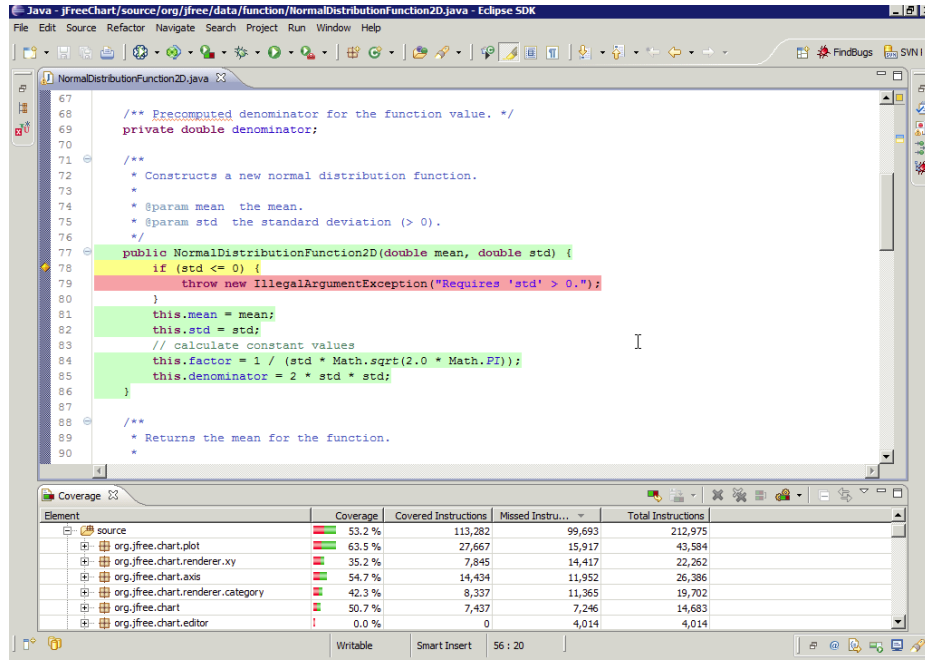 Java - jFreeChart/source/org/jfree/data/function/NormalDistributionFunction2D.java - Eclipse SDK
File Edit Source Refactor Navigate Search Project Run Window Help
FindBugs SVN
NormalDistributionFunction2D.java
67
68 /** Precomputed denominator for the function value. */
69 private double denominator;
70
71 /**
72 * Constructs a new normal distribution function.
73 *
74 * @param mean the mean.
75 * @param std the standard deviation (> 0).
76 */
77 public NormalDistributionFunction2D(double mean, double std) {
78 if (std <= 0) {
79 throw new IllegalArgumentException("Requires 'std' > 0.");
80 }
81 this.mean = mean;
82 this.std = std;
83 // calculate constant values
84 this.factor = 1 / (std * Math.sqrt(2.0 * Math.PI));
85 this.denominator = 2 * std * std;
86 }
87
88 /**
89 * Returns the mean for the function.
90 *
Coverage
Element Coverage Covered Instructions Missed Instru... Total Instructions
source 53.2 % 113,282 99,693 212,975
org.jfree.chart.plot 63.5 % 27,667 15,917 43,584
org.jfree.chart.renderer.xy 35.2 % 7,845 14,417 22,262
org.jfree.chart.axis 54.7 % 14,434 11,952 26,386
org.jfree.chart.renderer.category 42.3 % 8,337 11,365 19,702
org.jfree.chart 50.7 % 7,437 7,246 14,683
org.jfree.chart.editor 0.0 % 0 4,014 4,014
Writable Smart Insert 56 : 20